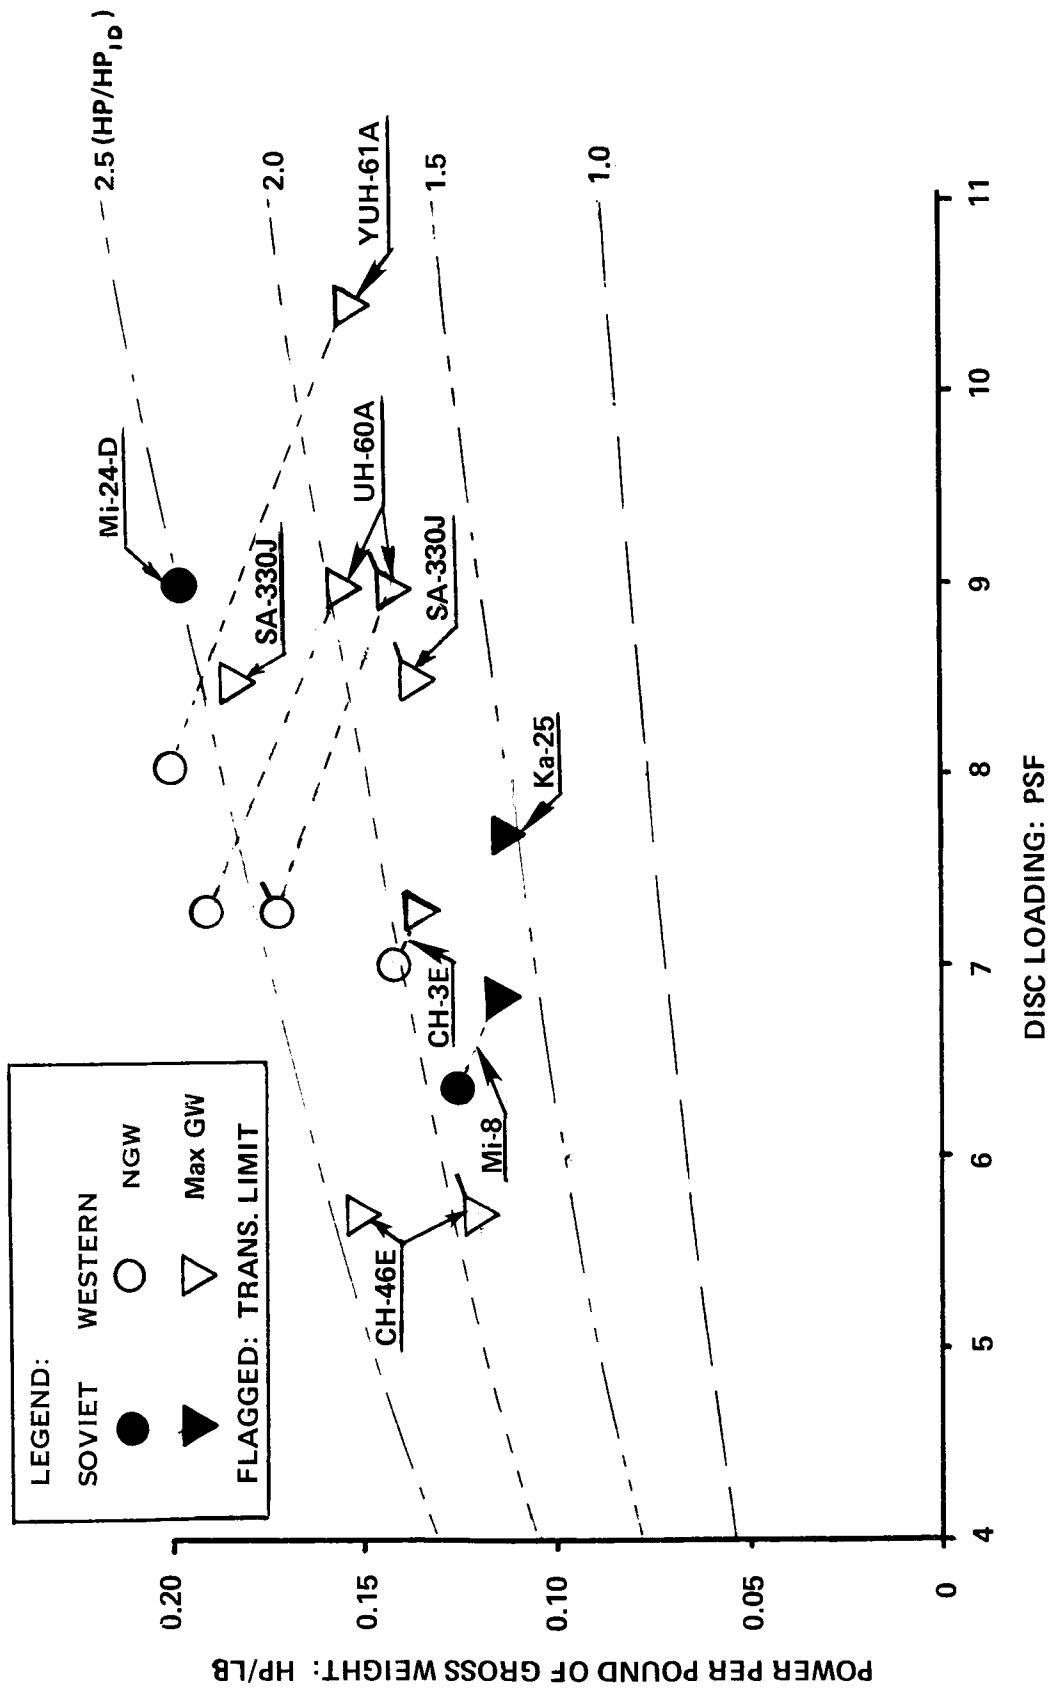 LEGEND:
SOVIET WESTERN
NGW
Max GW
FLAGGED: TRANS. LIMIT
2.5 (HP/HP_ID)
2.0
1.5
1.0
Mi-24-D
SA-330J
YUH-61A
UH-60A
SA-330J
Ka-25
CH-3E
Mi-8
CH-46E
POWER PER POUND OF GROSS WEIGHT: HP/LB
0.20
0.15
0.10
0.05
0
4
5
6
7
8
9
10
11
DISC LOADING: PSF